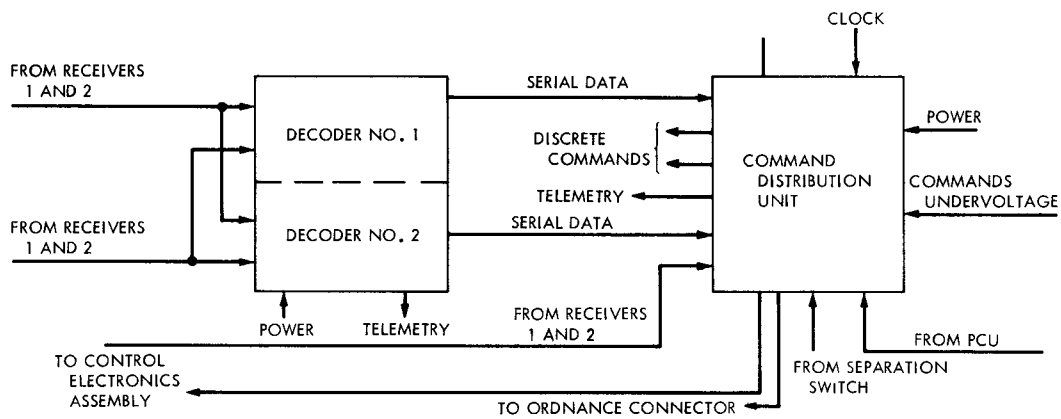 CLOCK
FROM RECEIVERS
1 AND 2
SERIAL DATA
DECODER NO. 1
DISCRETE
COMMANDS
POWER
COMMAND
DISTRIBUTION
UNIT
TELEMETRY
COMMANDS
UNDERVOLTAGE
FROM RECEIVERS
1 AND 2
DECODER NO. 2
SERIAL DATA
POWER
TELEMETRY
FROM RECEIVERS
1 AND 2
FROM PCU
TO CONTROL
ELECTRONICS
ASSEMBLY
FROM SEPARATION
SWITCH
TO ORDNANCE CONNECTOR